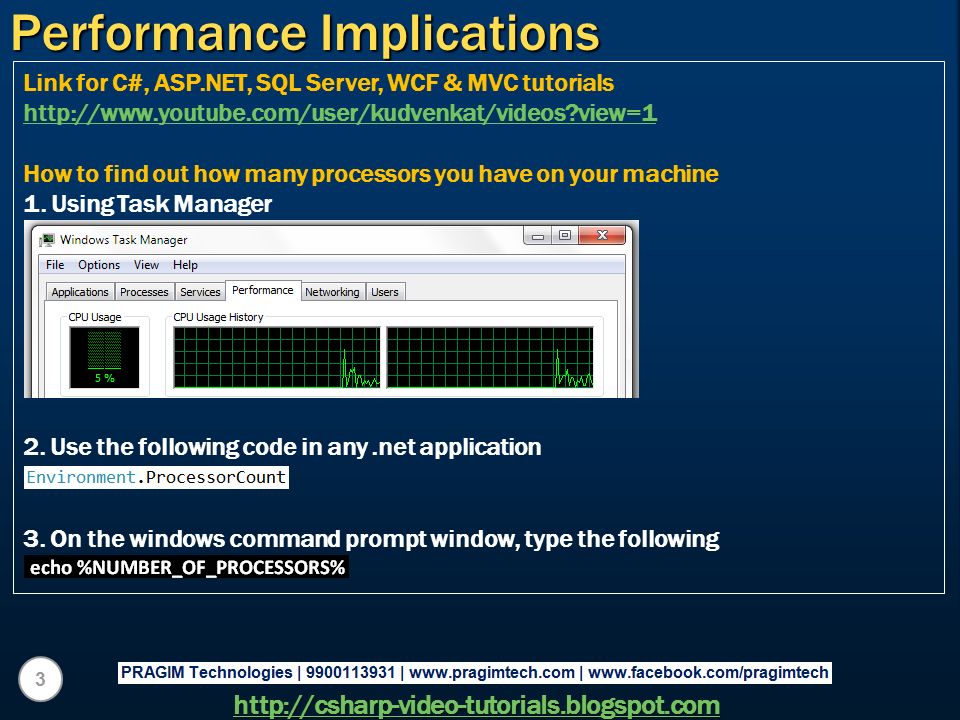 Performance Implications
Link for C#, ASP.NET, SQL Server, WCF & MVC tutorials
http://www.youtube.com/user/kudvenkat/videos?view=1
How to find out how many processors you have on your machine
1. Using Task Manager
Windows Task Manager
File Options View Help
Applications Processes Services Performance Networking Users
CPU Usage CPU Usage History
5 %
2. Use the following code in any .net application
Environment.ProcessorCount
3. On the windows command prompt window, type the following
echo %NUMBER_OF_PROCESSORS%
3
PRAGIM Technologies | 9900113931 | www.pragimtech.com | www.facebook.com/pragimtech
http://csharp-video-tutorials.blogspot.com